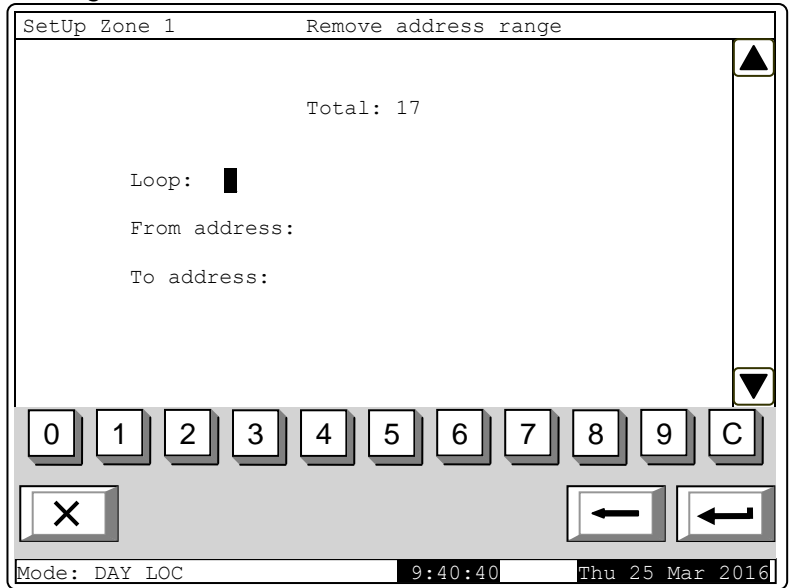 SetUp Zone 1 Remove address range
Total: 17
Loop:
From address:
To address:
0 1 2 3 4 5 6 7 8 9 C
Mode: DAY LOC 9:40:40 Thu 25 Mar 2016